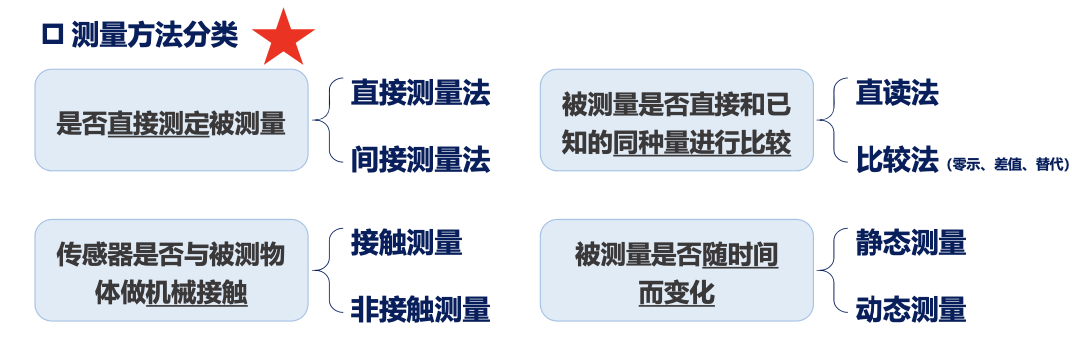 测量方法分类
是否直接测定被测量
直接测量法
间接测量法
被测量是否直接和已
知的同种量进行比较
直读法
比较法（零示、差值、替代）
传感器是否与被测物
体做机械接触
接触测量
非接触测量
被测量是否随时间
而变化
静态测量
动态测量